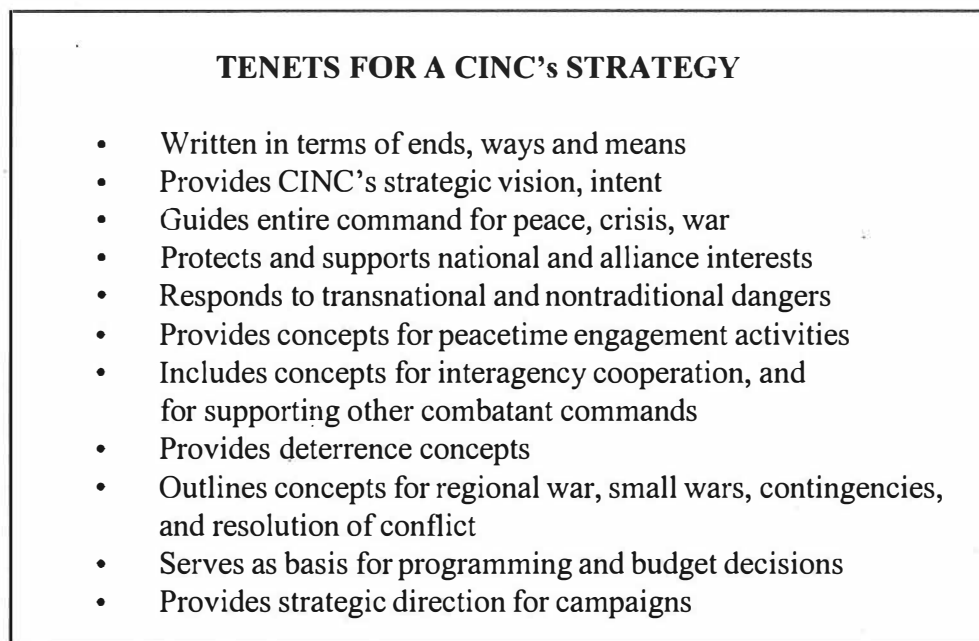 TENETS FOR A CINC's STRATEGY
• Written in terms of ends, ways and means
• Provides CINC's strategic vision, intent
• Guides entire command for peace, crisis, war
• Protects and supports national and alliance interests
• Responds to transnational and nontraditional dangers
• Provides concepts for peacetime engagement activities
• Includes concepts for interagency cooperation, and
for supporting other combatant commands
• Provides deterrence concepts
• Outlines concepts for regional war, small wars, contingencies,
and resolution of conflict
• Serves as basis for programming and budget decisions
• Provides strategic direction for campaigns